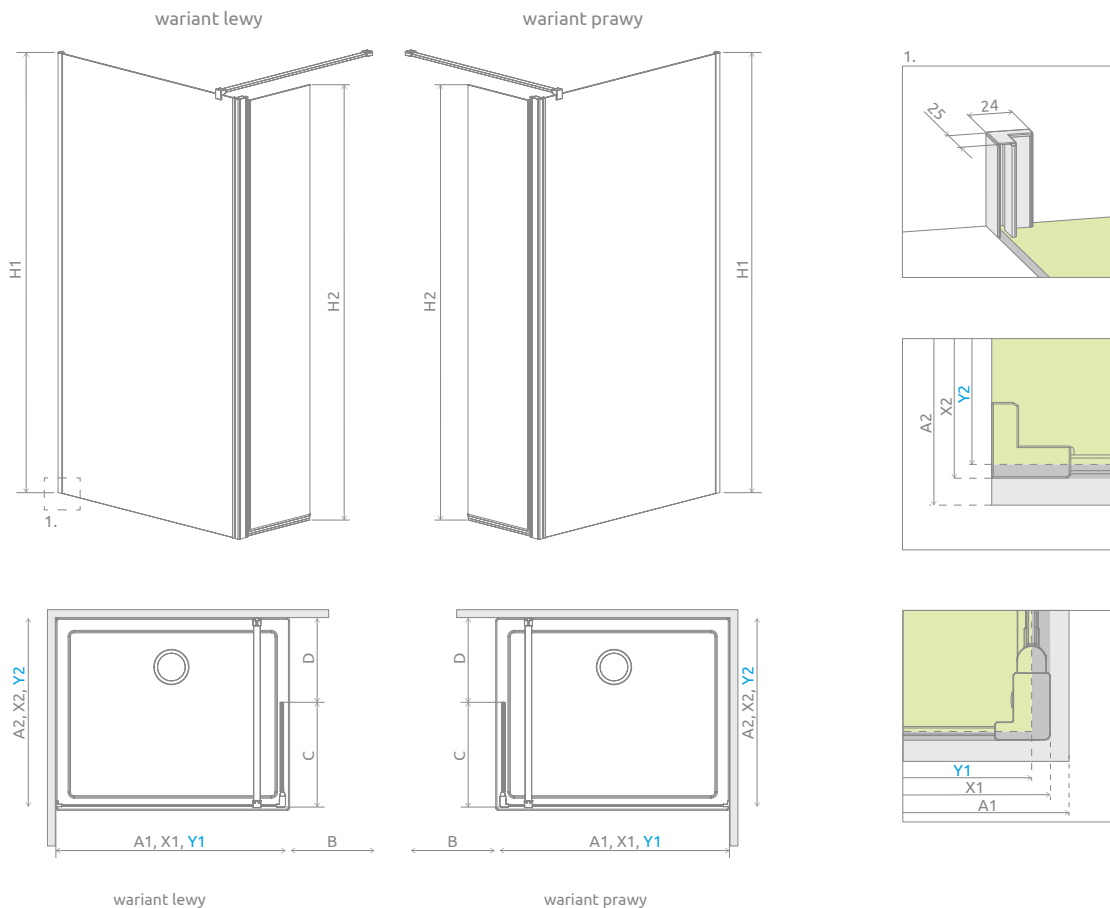 wariant lewy
wariant prawy
H1
H2
H2
H1
1.
1.
25
24
A2
X2
Y2
A2, X2, Y2
D
C
D
C
A2, X2, Y2
A1, X1, Y1
B
B
A1, X1, Y1
Y1
X1
A1
wariant lewy
wariant prawy